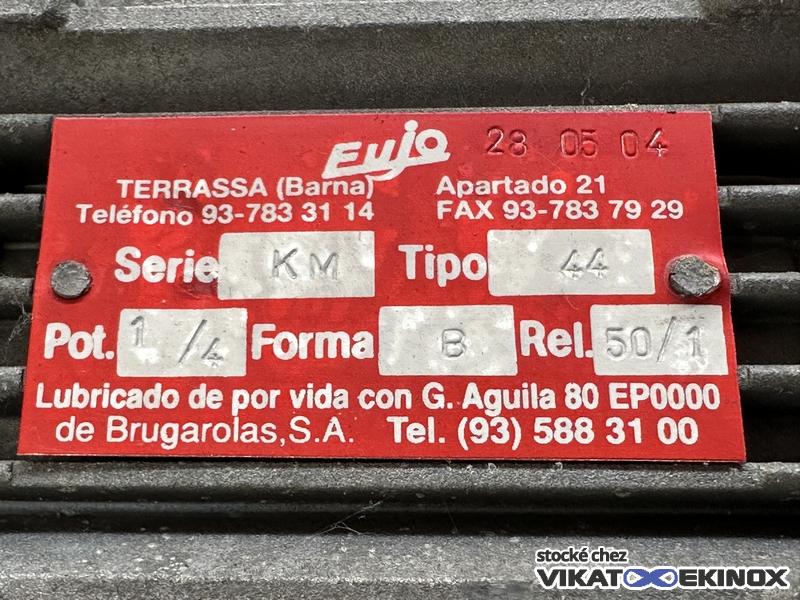 Eujo 28 05 04
TERRASSA (Barna) Apartado 21
Teléfono 93-783 31 14 FAX 93-783 79 29
Serie KM Tipo 44
Pot. 1/4 Forma B Rel. 50/1
Lubricado de por vida con G. Aguila 80 EP0000
de Brugarolas, S.A. Tel. (93) 588 31 00
stocké chez
VIKATOOEKINOX